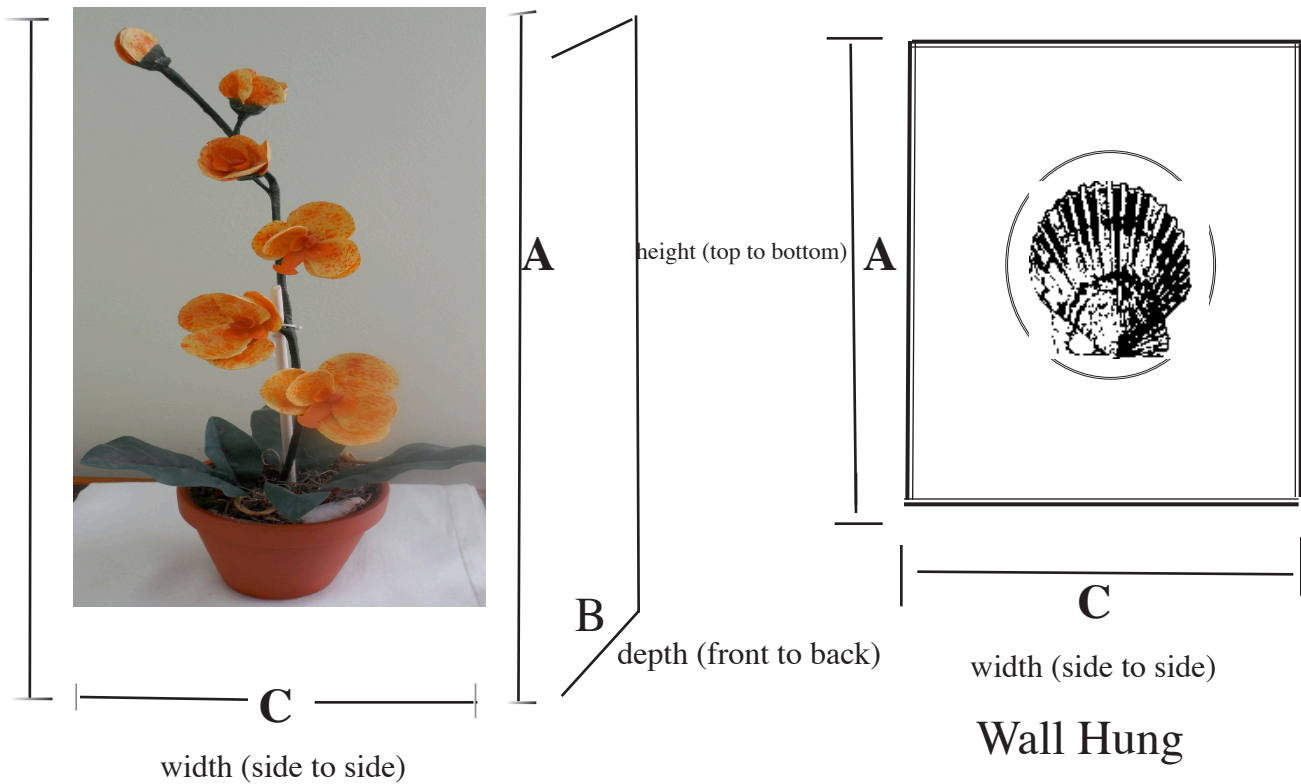 A
height (top to bottom)
A
B
depth (front to back)
C
width (side to side)
C
width (side to side)
Wall Hung